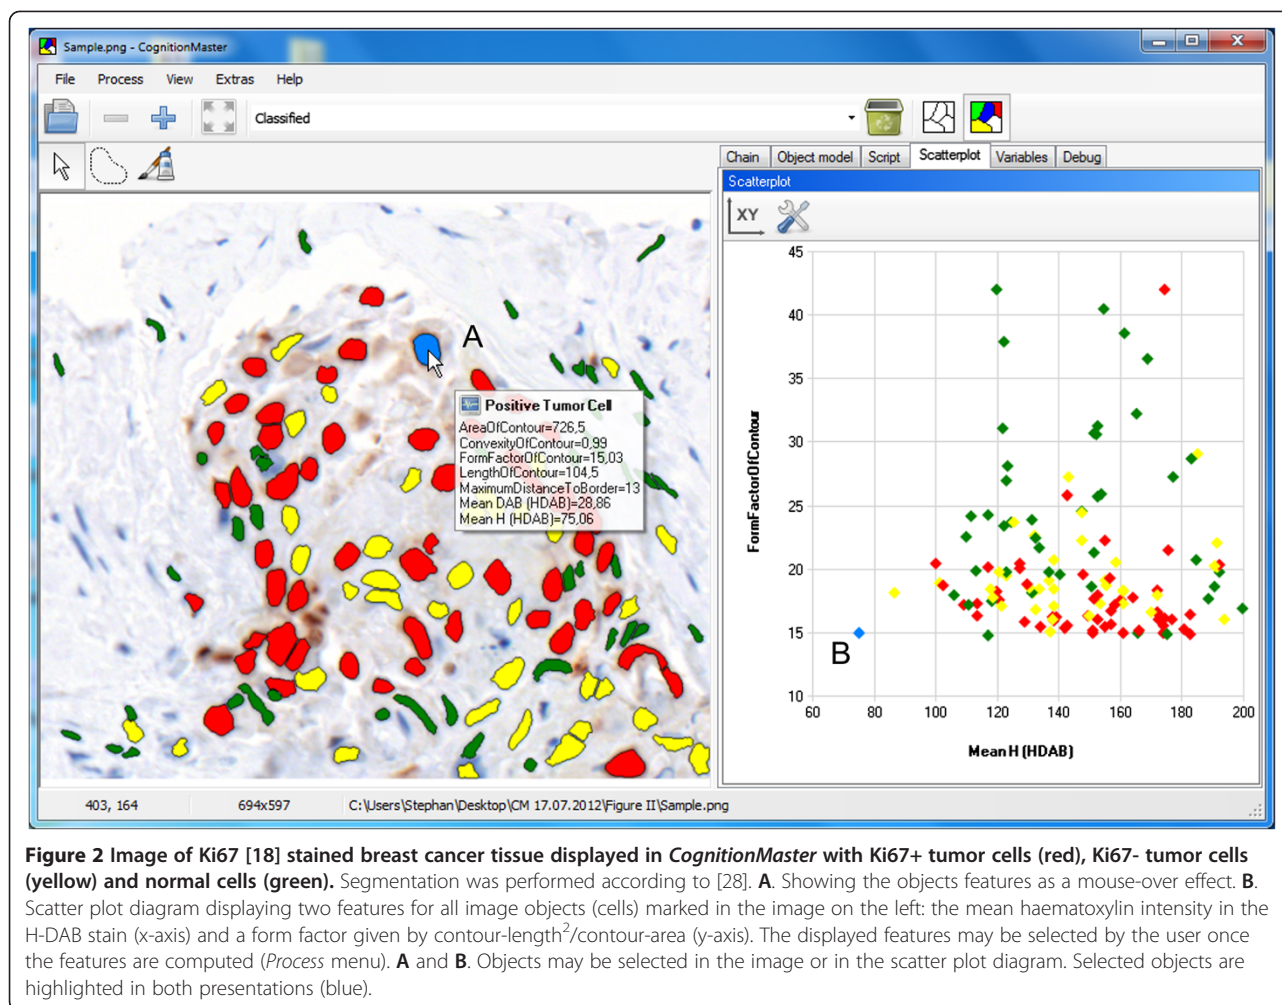 Sample.png - CognitionMaster
File Process View Extras Help
Classified
Chain Object model Script Scatterplot Variables Debug
Scatterplot
XY
A
Positive Tumor Cell
AreaOfContour=726,5
ConvexityOfContour=0,99
FormFactorOfContour=15,03
LengthOfContour=104,5
MaximumDistanceToBorder=13
Mean DAB (HDAB)=28,86
Mean H (HDAB)=75,06
45
40
35
30
25
20
15
10
FormFactorOfContour
B
60 80 100 120 140 160 180 200
Mean H (HDAB)
403, 164 694x597 C:\Users\Stephan\Desktop\CM 17.07.2012\Figure II\Sample.png
Figure 2 Image of Ki67 [18] stained breast cancer tissue displayed in CognitionMaster with Ki67+ tumor cells (red), Ki67- tumor cells
(yellow) and normal cells (green). Segmentation was performed according to [28]. A. Showing the objects features as a mouse-over effect. B.
Scatter plot diagram displaying two features for all image objects (cells) marked in the image on the left: the mean haematoxylin intensity in the
H-DAB stain (x-axis) and a form factor given by contour-length²/contour-area (y-axis). The displayed features may be selected by the user once
the features are computed (Process menu). A and B. Objects may be selected in the image or in the scatter plot diagram. Selected objects are
highlighted in both presentations (blue).